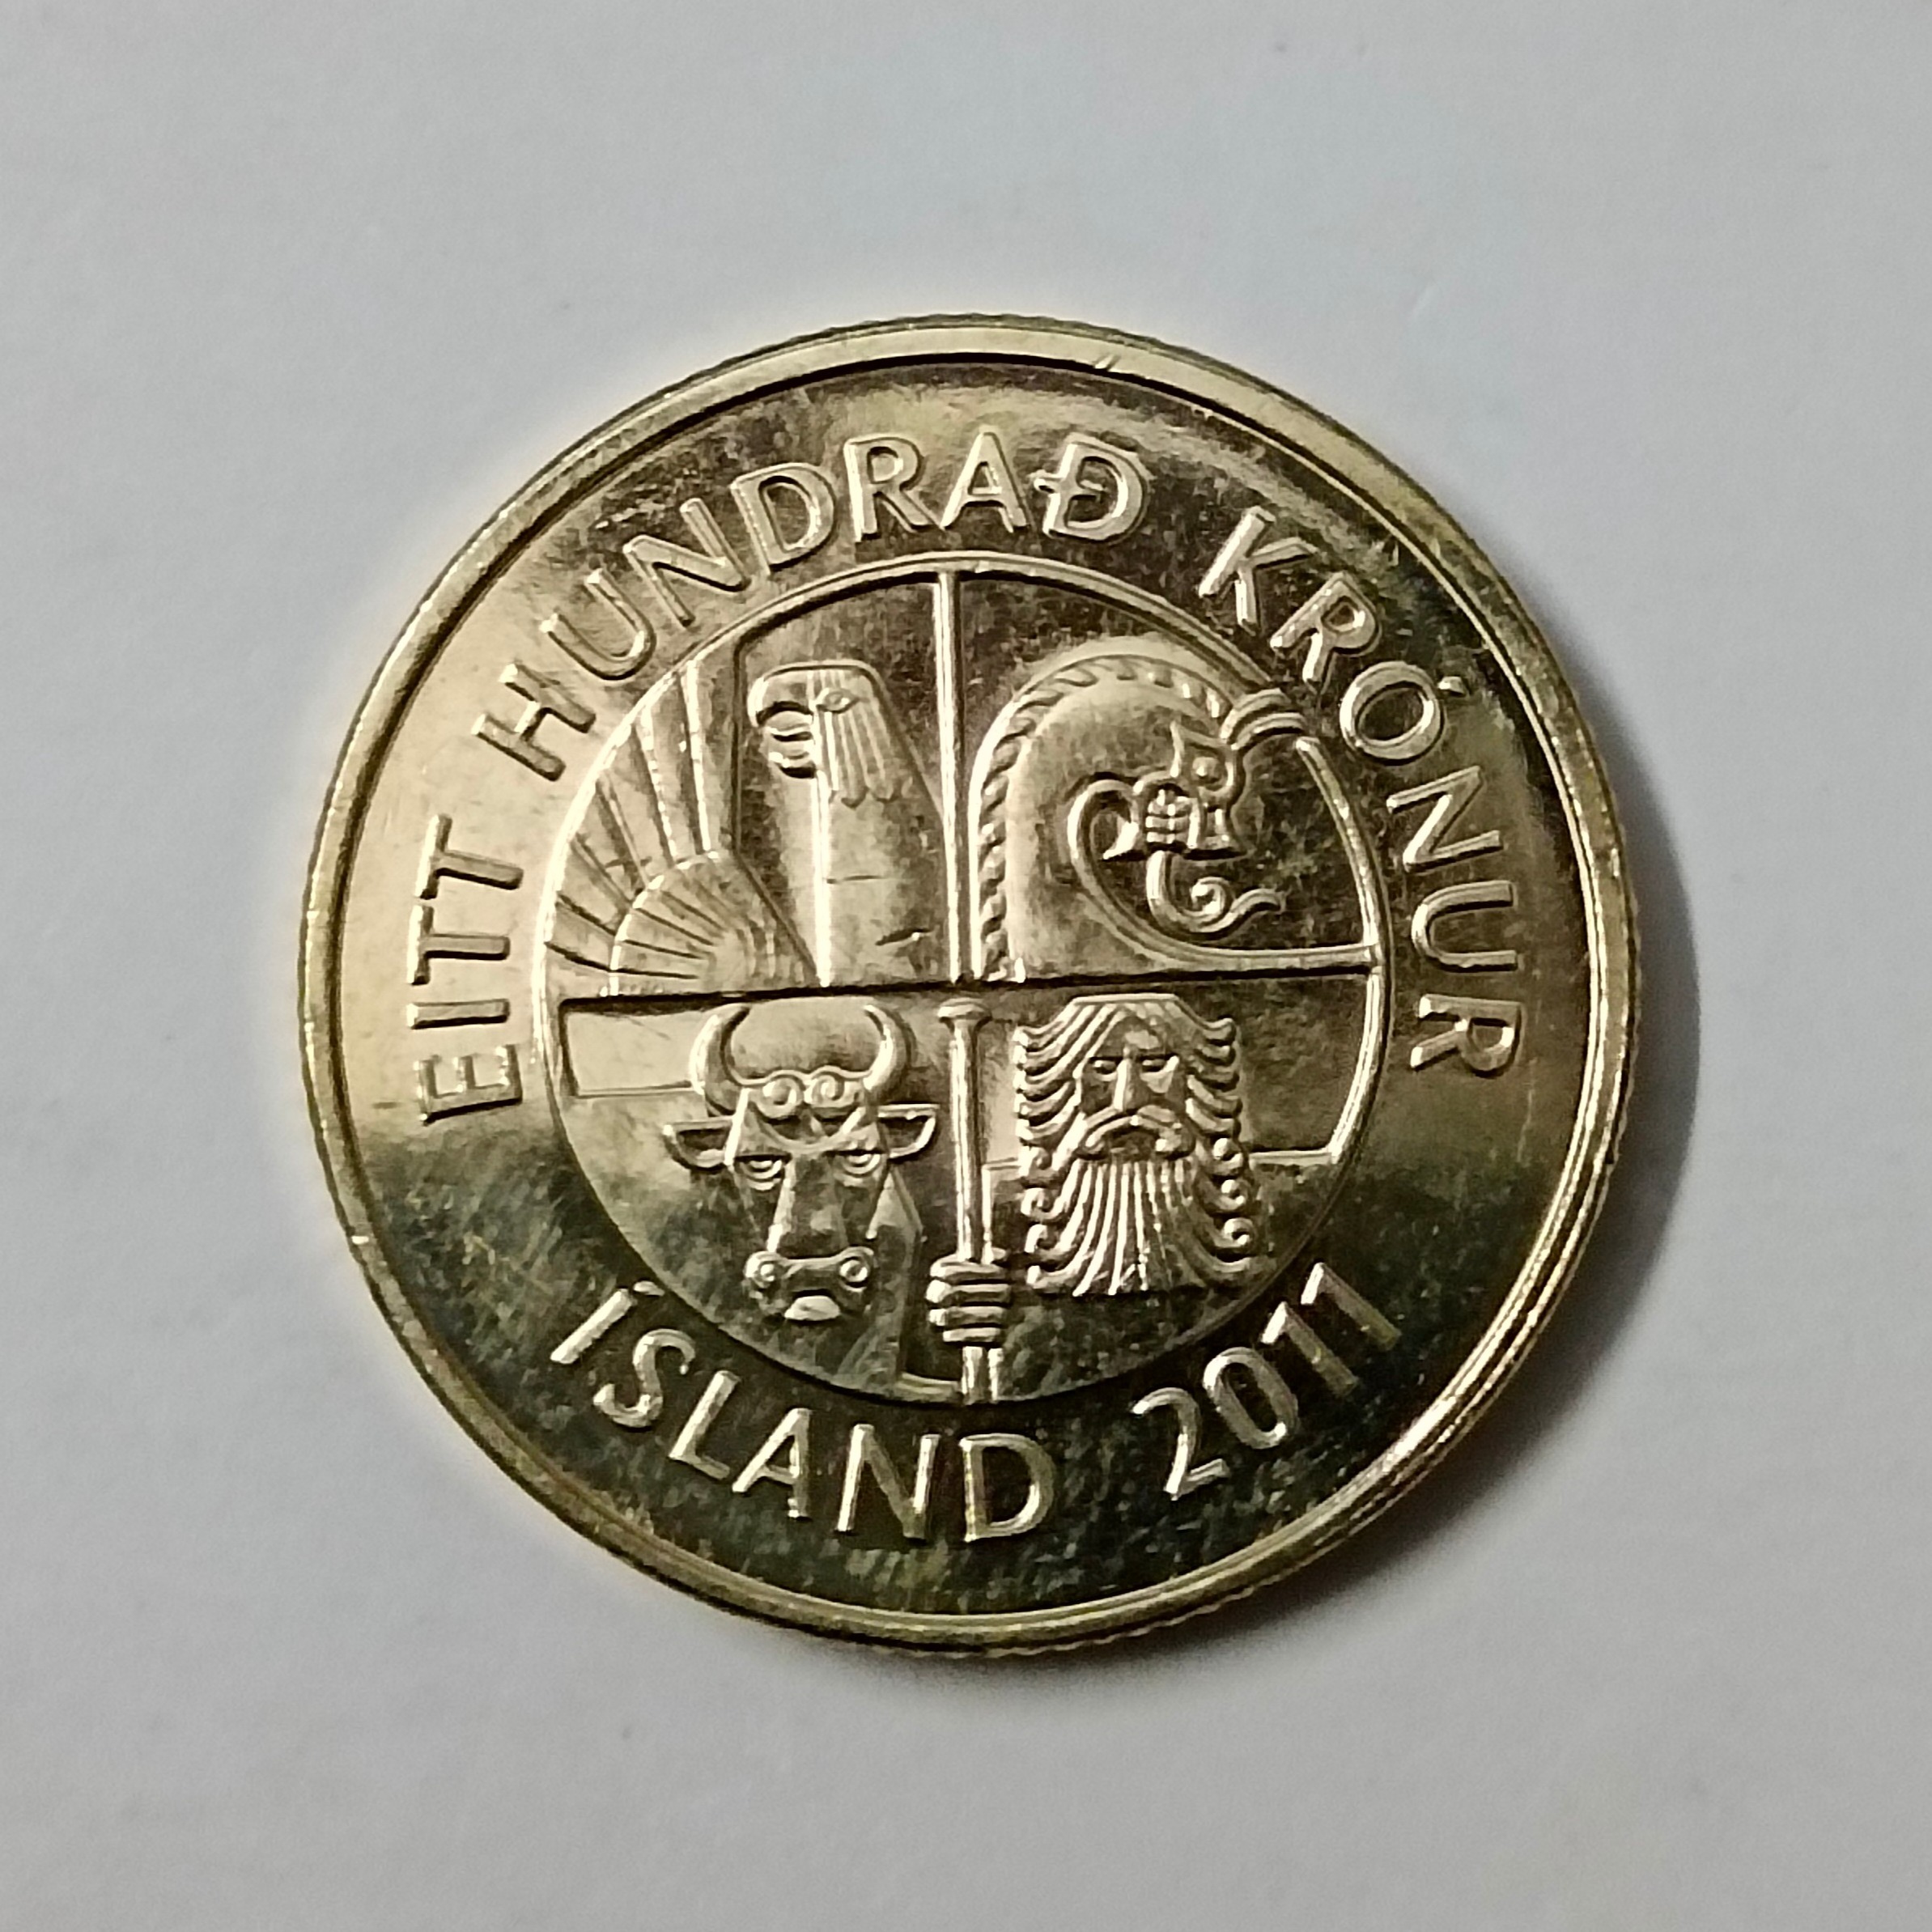 EITT HUNDRAÐ KRÓNUR
ÍSLAND 2011